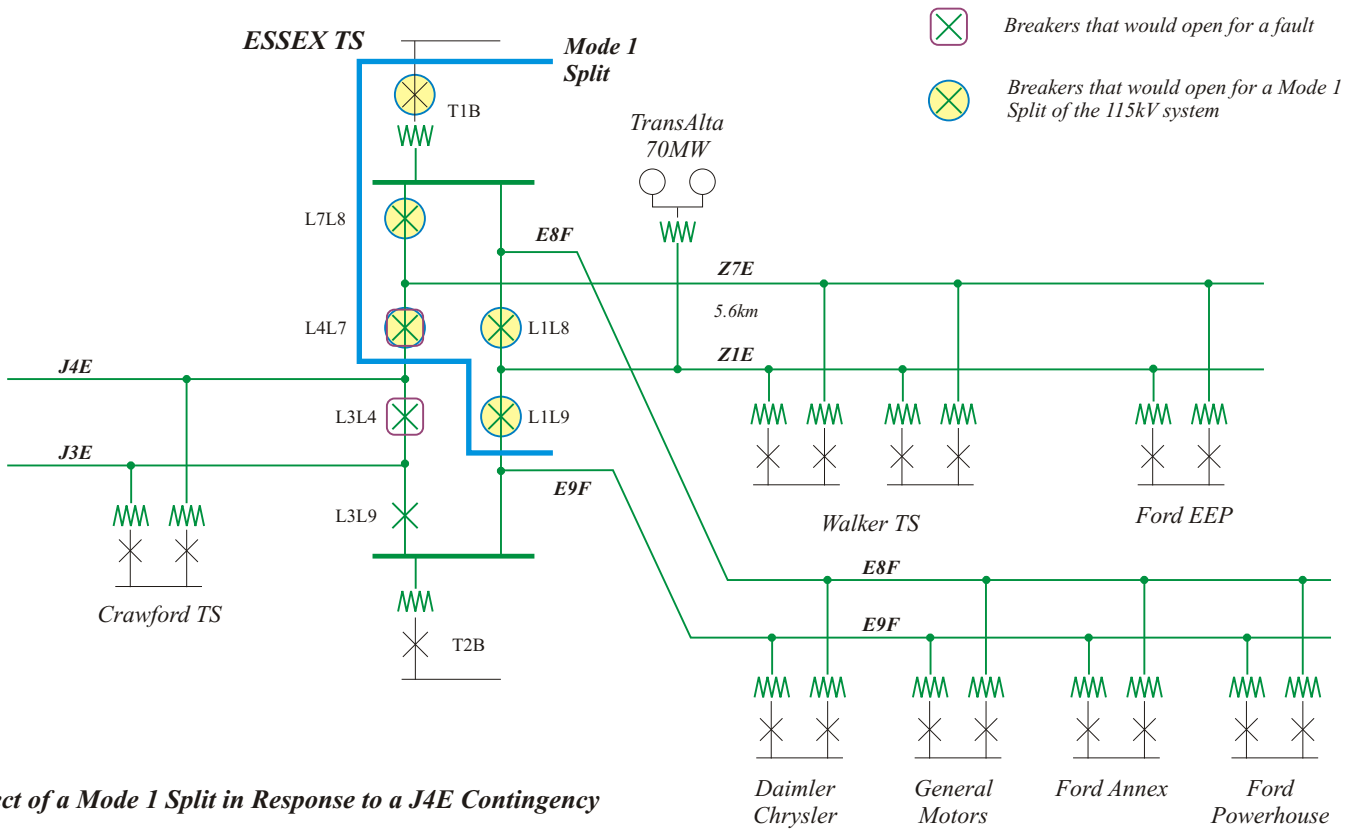 ESSEX TS
Mode 1
Split
Breakers that would open for a fault
Breakers that would open for a Mode 1
Split of the 115kV system
T1B
TransAlta
70MW
L7L8
E8F
Z7E
5.6km
L4L7
L1L8
Z1E
J4E
L3L4
L1L9
J3E
E9F
L3L9
Walker TS
Ford EEP
Crawford TS
E8F
T2B
E9F
Daimler
Chrysler
General
Motors
Ford Annex
Ford
Powerhouse
ct of a Mode 1 Split in Response to a J4E Contingency